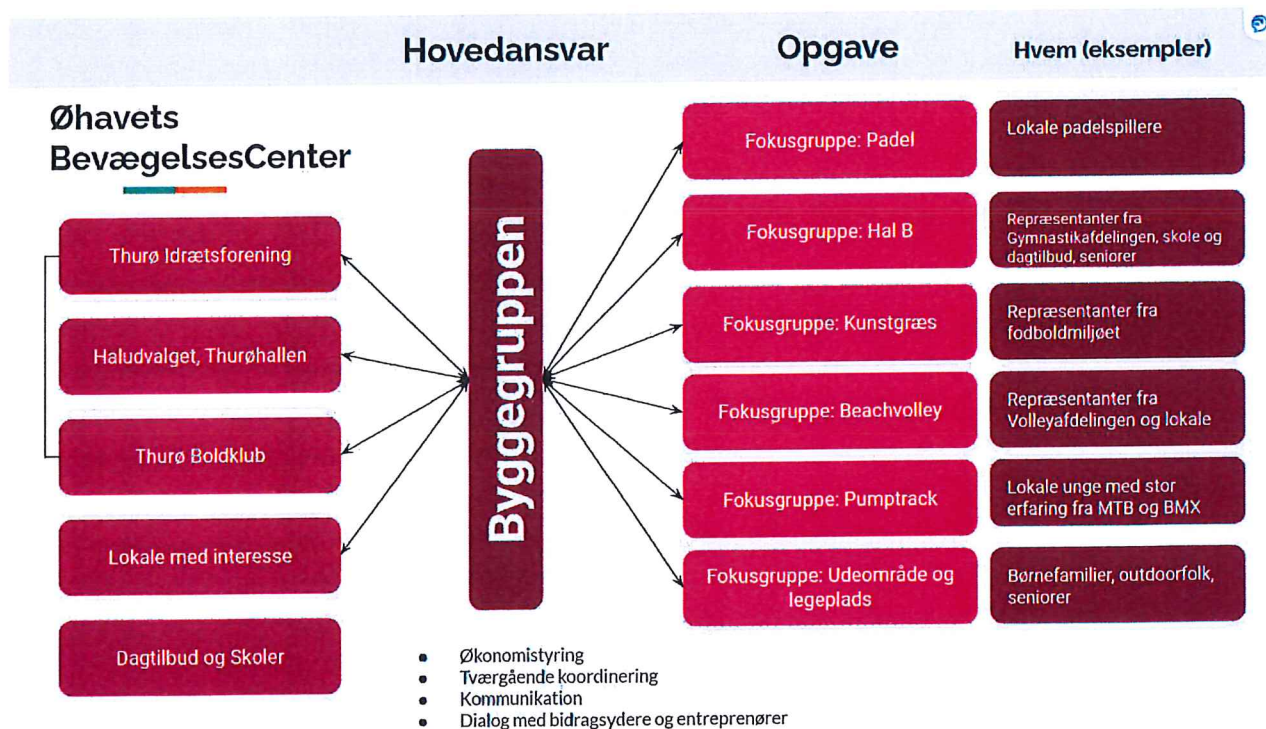 Hovedansvar
Opgave
Hvem (eksempler)
Øhavets
BevægelsesCenter
Thurø Idrætsforening
Haludvalget, Thurøhallen
Thurø Boldklub
Lokale med interesse
Dagtilbud og Skoler
Byggegruppen
Økonomistyring
Tværgående koordinering
Kommunikation
Dialog med bidragsydere og entreprenører
Fokusgruppe: Padel
Lokale padelspillere
Fokusgruppe: Hal B
Repræsentanter fra
Gymnastikafdelingen, skole og
dagtilbud, seniorer
Fokusgruppe: Kunstgræs
Repræsentanter fra
fodboldmiljøet
Fokusgruppe: Beachvolley
Repræsentanter fra
Volleyafdelingen og lokale
Fokusgruppe: Pumptrack
Lokale unge med stor
erfaring fra MTB og BMX
Fokusgruppe: Udeområde og
legeplads
Børnefamilier, outdoorfolk,
seniorer